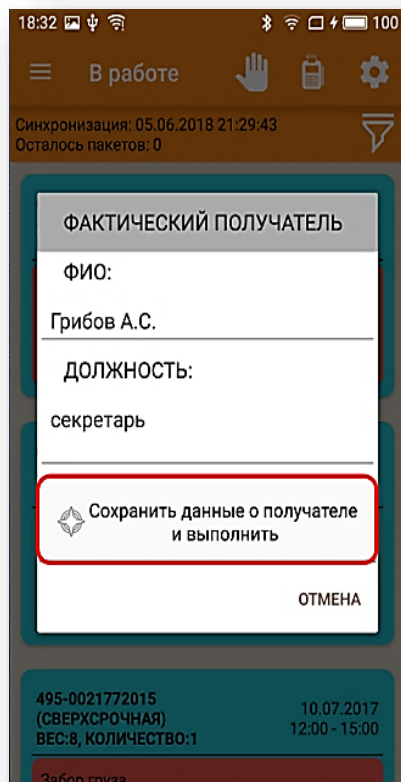 18:32 100
В работе
Синхронизация: 05.06.2018 21:29:43
Осталось пакетов: 0
ФАКТИЧЕСКИЙ ПОЛУЧАТЕЛЬ
ФИО:
Грибов А.С.
ДОЛЖНОСТЬ:
секретарь
Сохранить данные о получателе
и выполнить
ОТМЕНА
495-0021772015
(СВЕРХСРОЧНАЯ)
ВЕС:8, КОЛИЧЕСТВО:1
10.07.2017
12:00 - 15:00
Забор груза